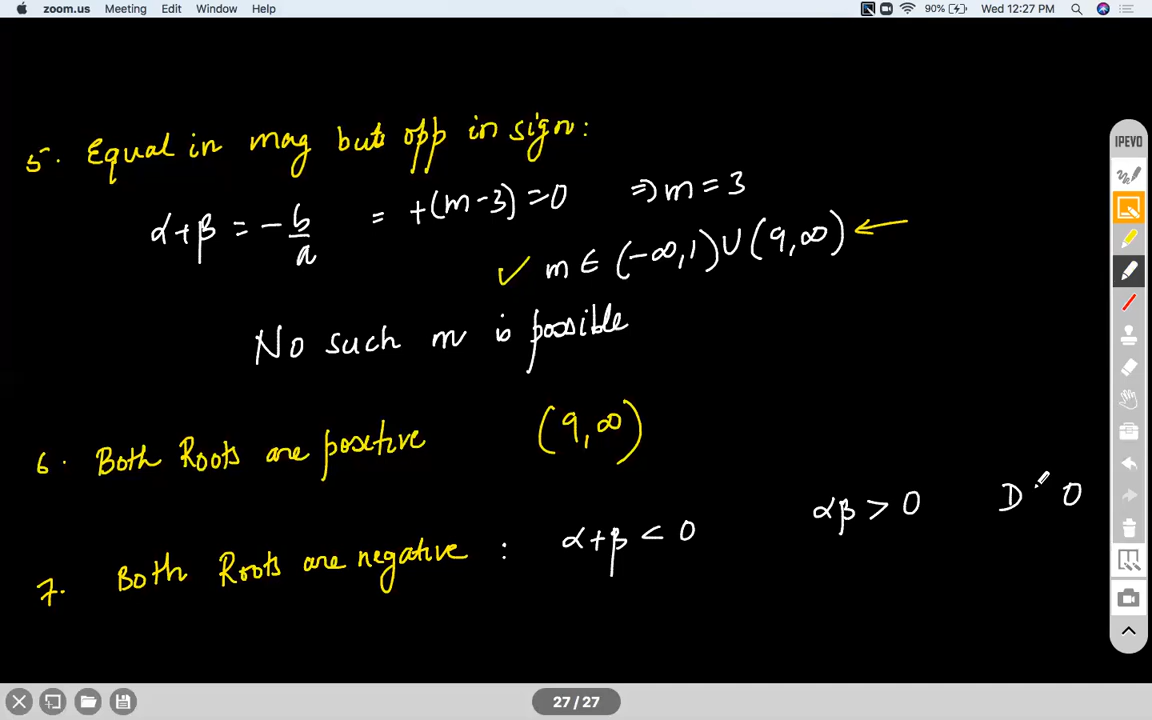 zoom.us Meeting Edit Window Help 90% Wed 12:27 PM
IPEVO
5. Equal in mag but opp in sign:
α+β = -b/a = +(m-3)=0 ⇒ m = 3
✓ m ∈ (-∞,1)∪(9,∞) ←
No such m is possible
6. Both Roots are positive (9,∞)
7. Both Roots are negative : α+β < 0 αβ > 0 D 0
27 / 27